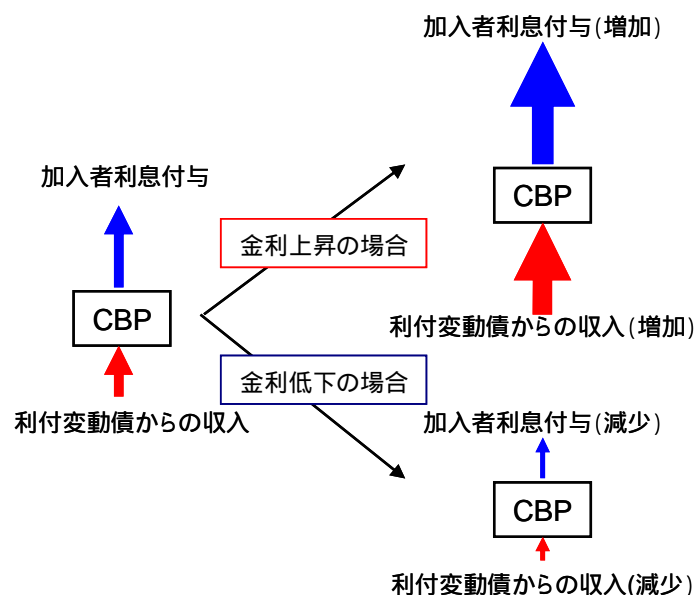 加入者利息付与(増加)
加入者利息付与
CBP
金利上昇の場合
CBP
利付変動債からの収入(増加)
金利低下の場合
利付変動債からの収入
加入者利息付与(減少)
CBP
利付変動債からの収入(減少)